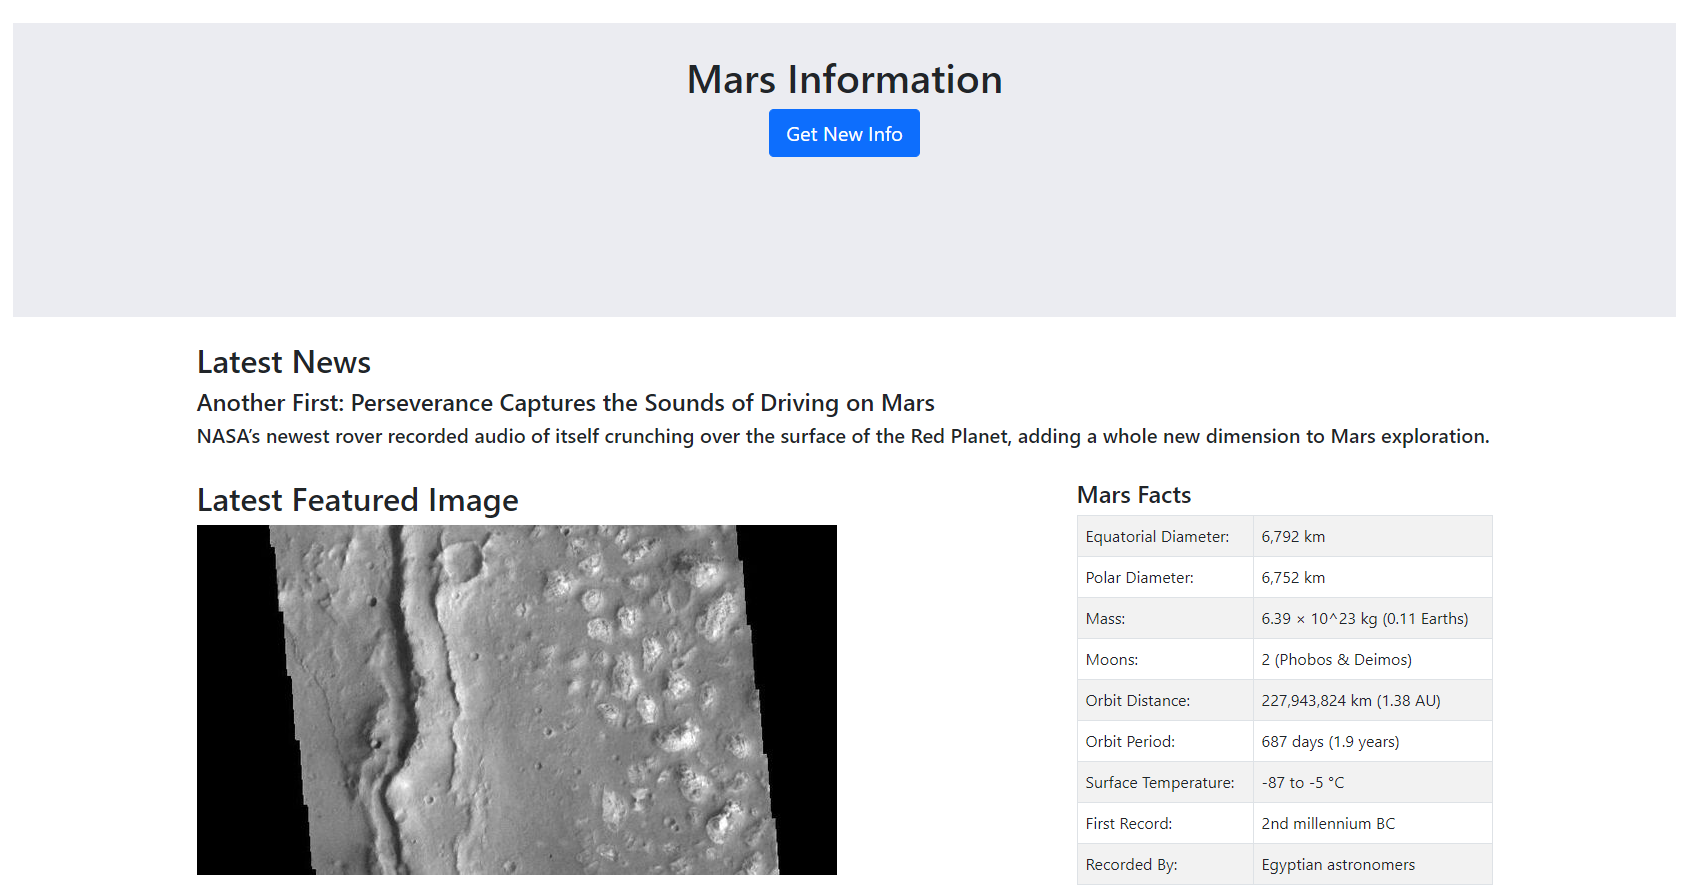 Mars Information
Get New Info
Latest News
Another First: Perseverance Captures the Sounds of Driving on Mars
NASA’s newest rover recorded audio of itself crunching over the surface of the Red Planet, adding a whole new dimension to Mars exploration.
Latest Featured Image
Mars Facts
Equatorial Diameter: 6,792 km
Polar Diameter: 6,752 km
Mass: 6.39 × 10^23 kg (0.11 Earths)
Moons: 2 (Phobos & Deimos)
Orbit Distance: 227,943,824 km (1.38 AU)
Orbit Period: 687 days (1.9 years)
Surface Temperature: -87 to -5 °C
First Record: 2nd millennium BC
Recorded By: Egyptian astronomers